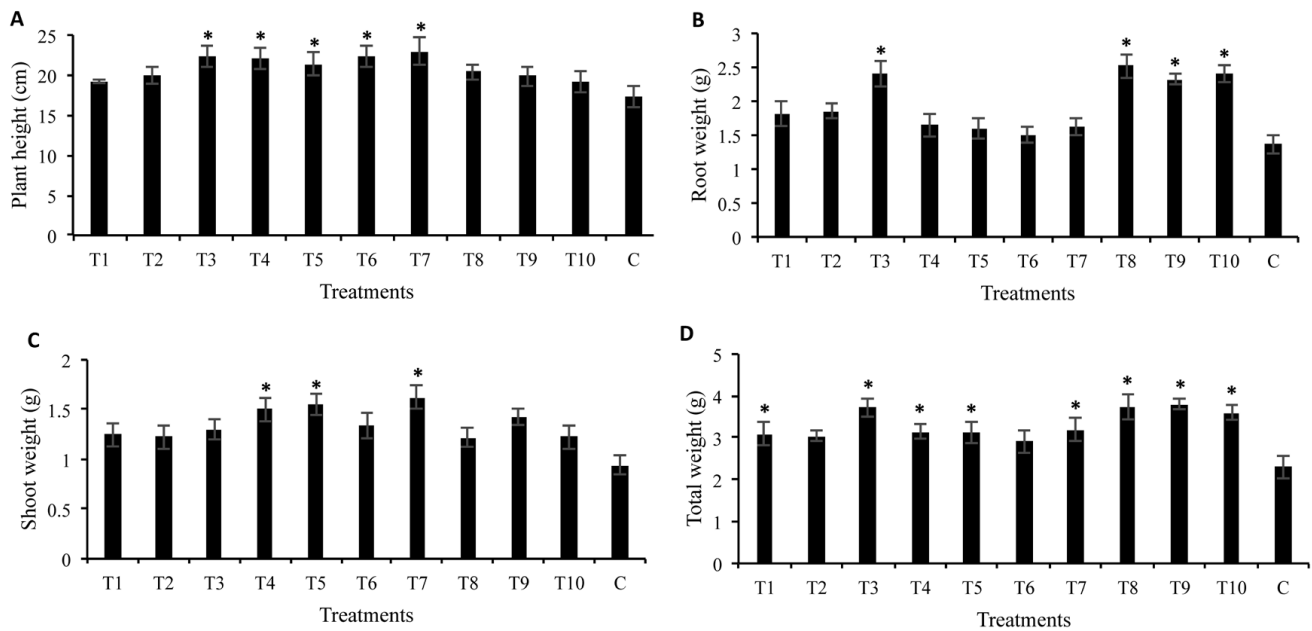 A
Plant height (cm)
25
20
15
10
5
0
* * * * *
T1 T2 T3 T4 T5 T6 T7 T8 T9 T10 C
Treatments
B
Root weight (g)
3
2.5
2
1.5
1
0.5
0
* * * *
T1 T2 T3 T4 T5 T6 T7 T8 T9 T10 C
Treatments
C
Shoot weight (g)
2
1.5
1
0.5
0
* * *
T1 T2 T3 T4 T5 T6 T7 T8 T9 T10 C
Treatments
D
Total weight (g)
5
4
3
2
1
0
* * * * * * * *
T1 T2 T3 T4 T5 T6 T7 T8 T9 T10 C
Treatments